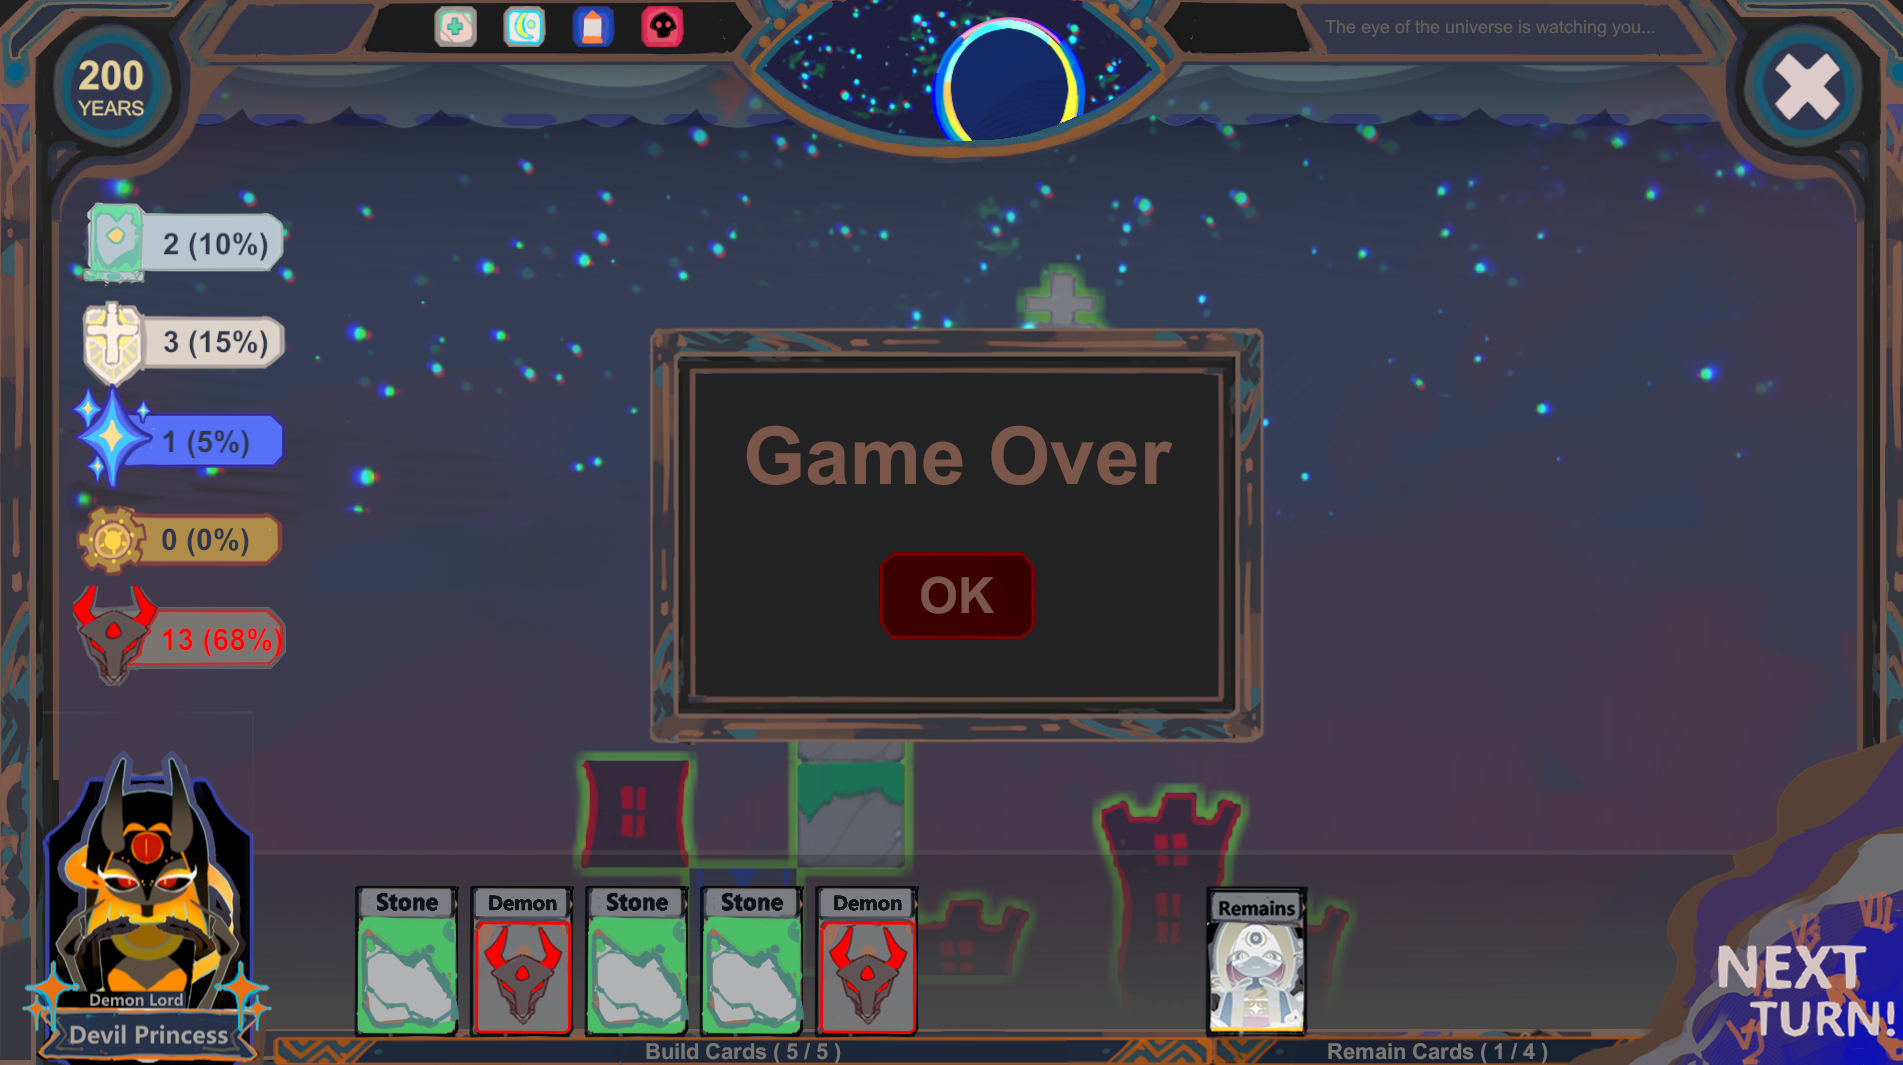 The eye of the universe is watching you...
200
YEARS
2 (10%)
3 (15%)
1 (5%)
0 (0%)
13 (68%)
Game Over
OK
Demon Lord
Devil Princess
Stone
Demon
Stone
Stone
Demon
Remains
Build Cards ( 5 / 5 )
Remain Cards ( 1 / 4 )
NEXT
TURN!